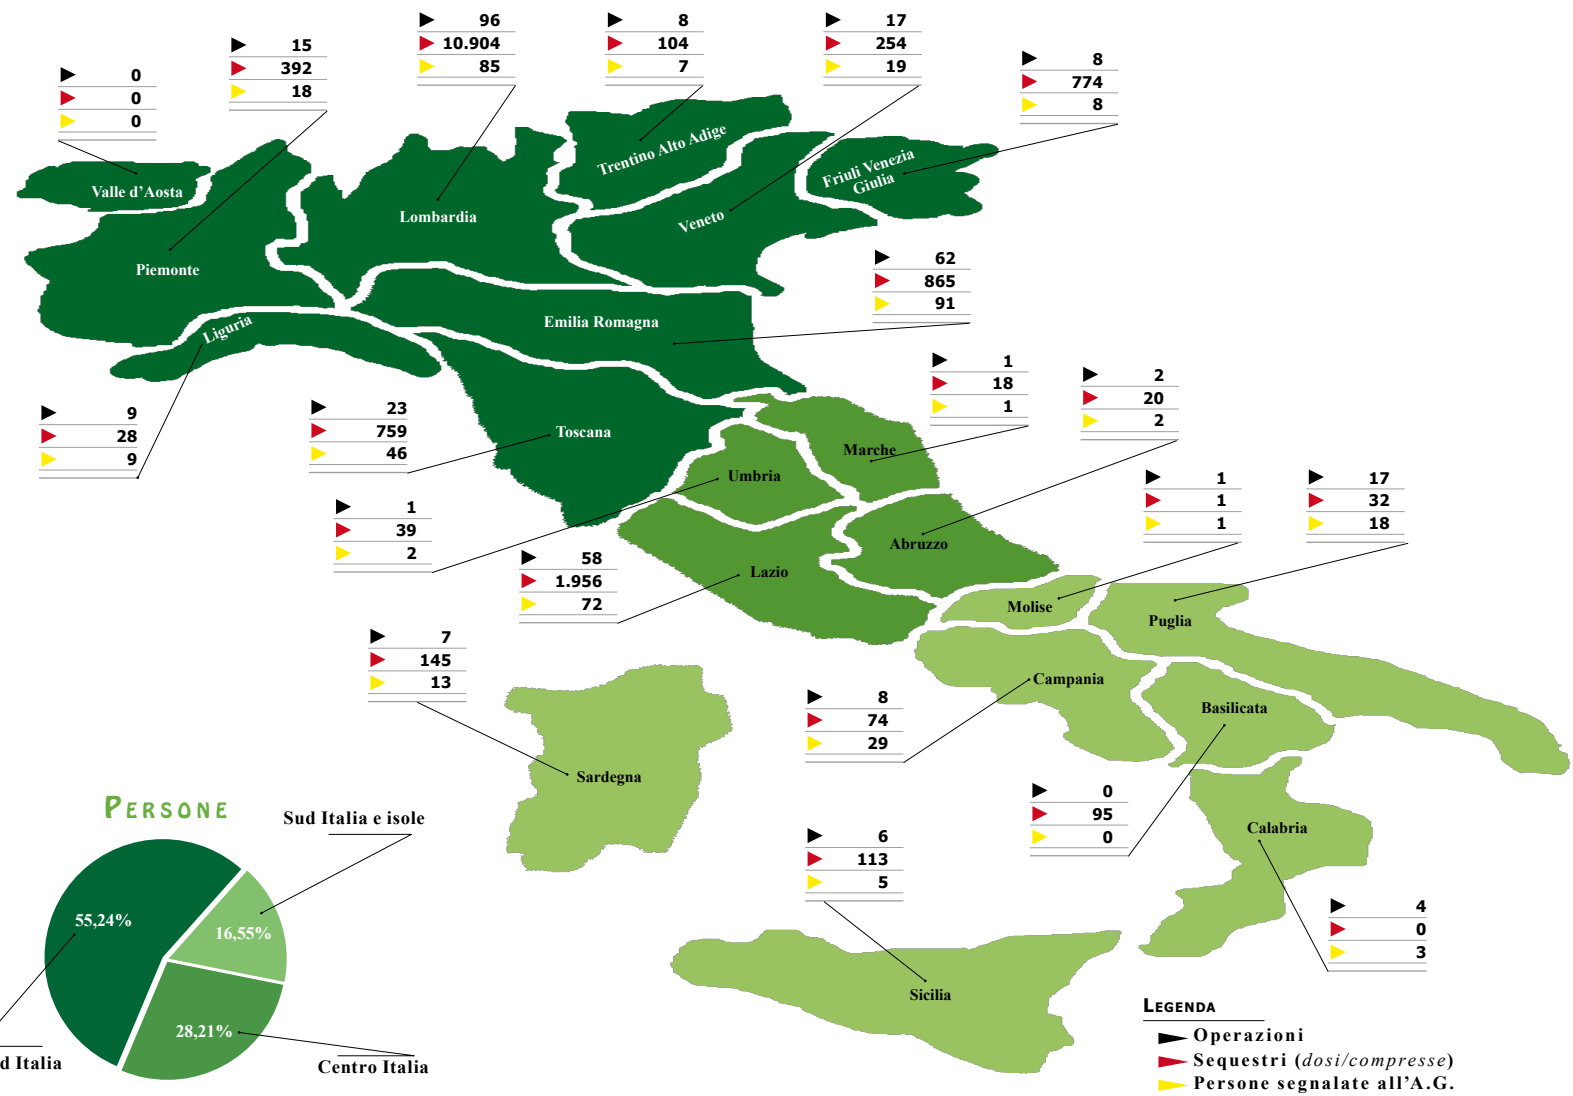 96
10.904
85
8
104
7
17
254
19
15
392
18
0
0
0
8
774
8
Trentino Alto Adige
Friuli Venezia
Giulia
Valle d'Aosta
Lombardia
Veneto
Piemonte
62
865
91
Emilia Romagna
Liguria
1
18
1
2
20
2
9
28
9
23
759
46
Toscana
Marche
Umbria
1
1
1
17
32
18
1
39
2
Abruzzo
58
1.956
72
Lazio
Molise
Puglia
7
145
13
Campania
8
74
29
Basilicata
Sardegna
0
95
0
PERSONE
Sud Italia e isole
Calabria
6
113
5
55,24%
16,55%
28,21%
4
0
3
Sicilia
d Italia
Centro Italia
LEGENDA
Operazioni
Sequestri (dosi/compresse)
Persone segnalate all'A.G.